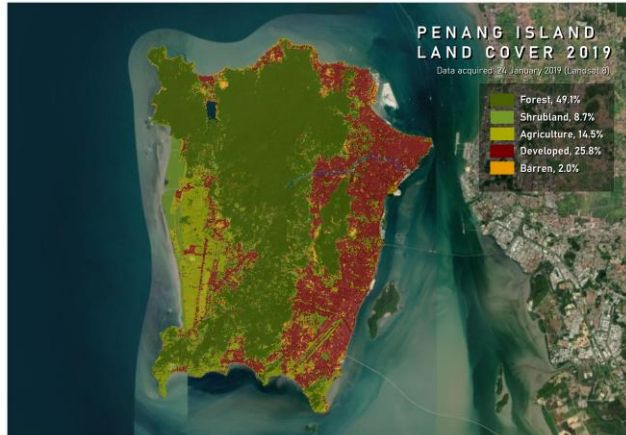 PENANG ISLAND
LAND COVER 2019
Data acquired: 24 January 2019 (Landsat 8)
Forest, 49.1%
Shrubland, 8.7%
Agriculture, 14.5%
Developed, 25.8%
Barren, 2.0%